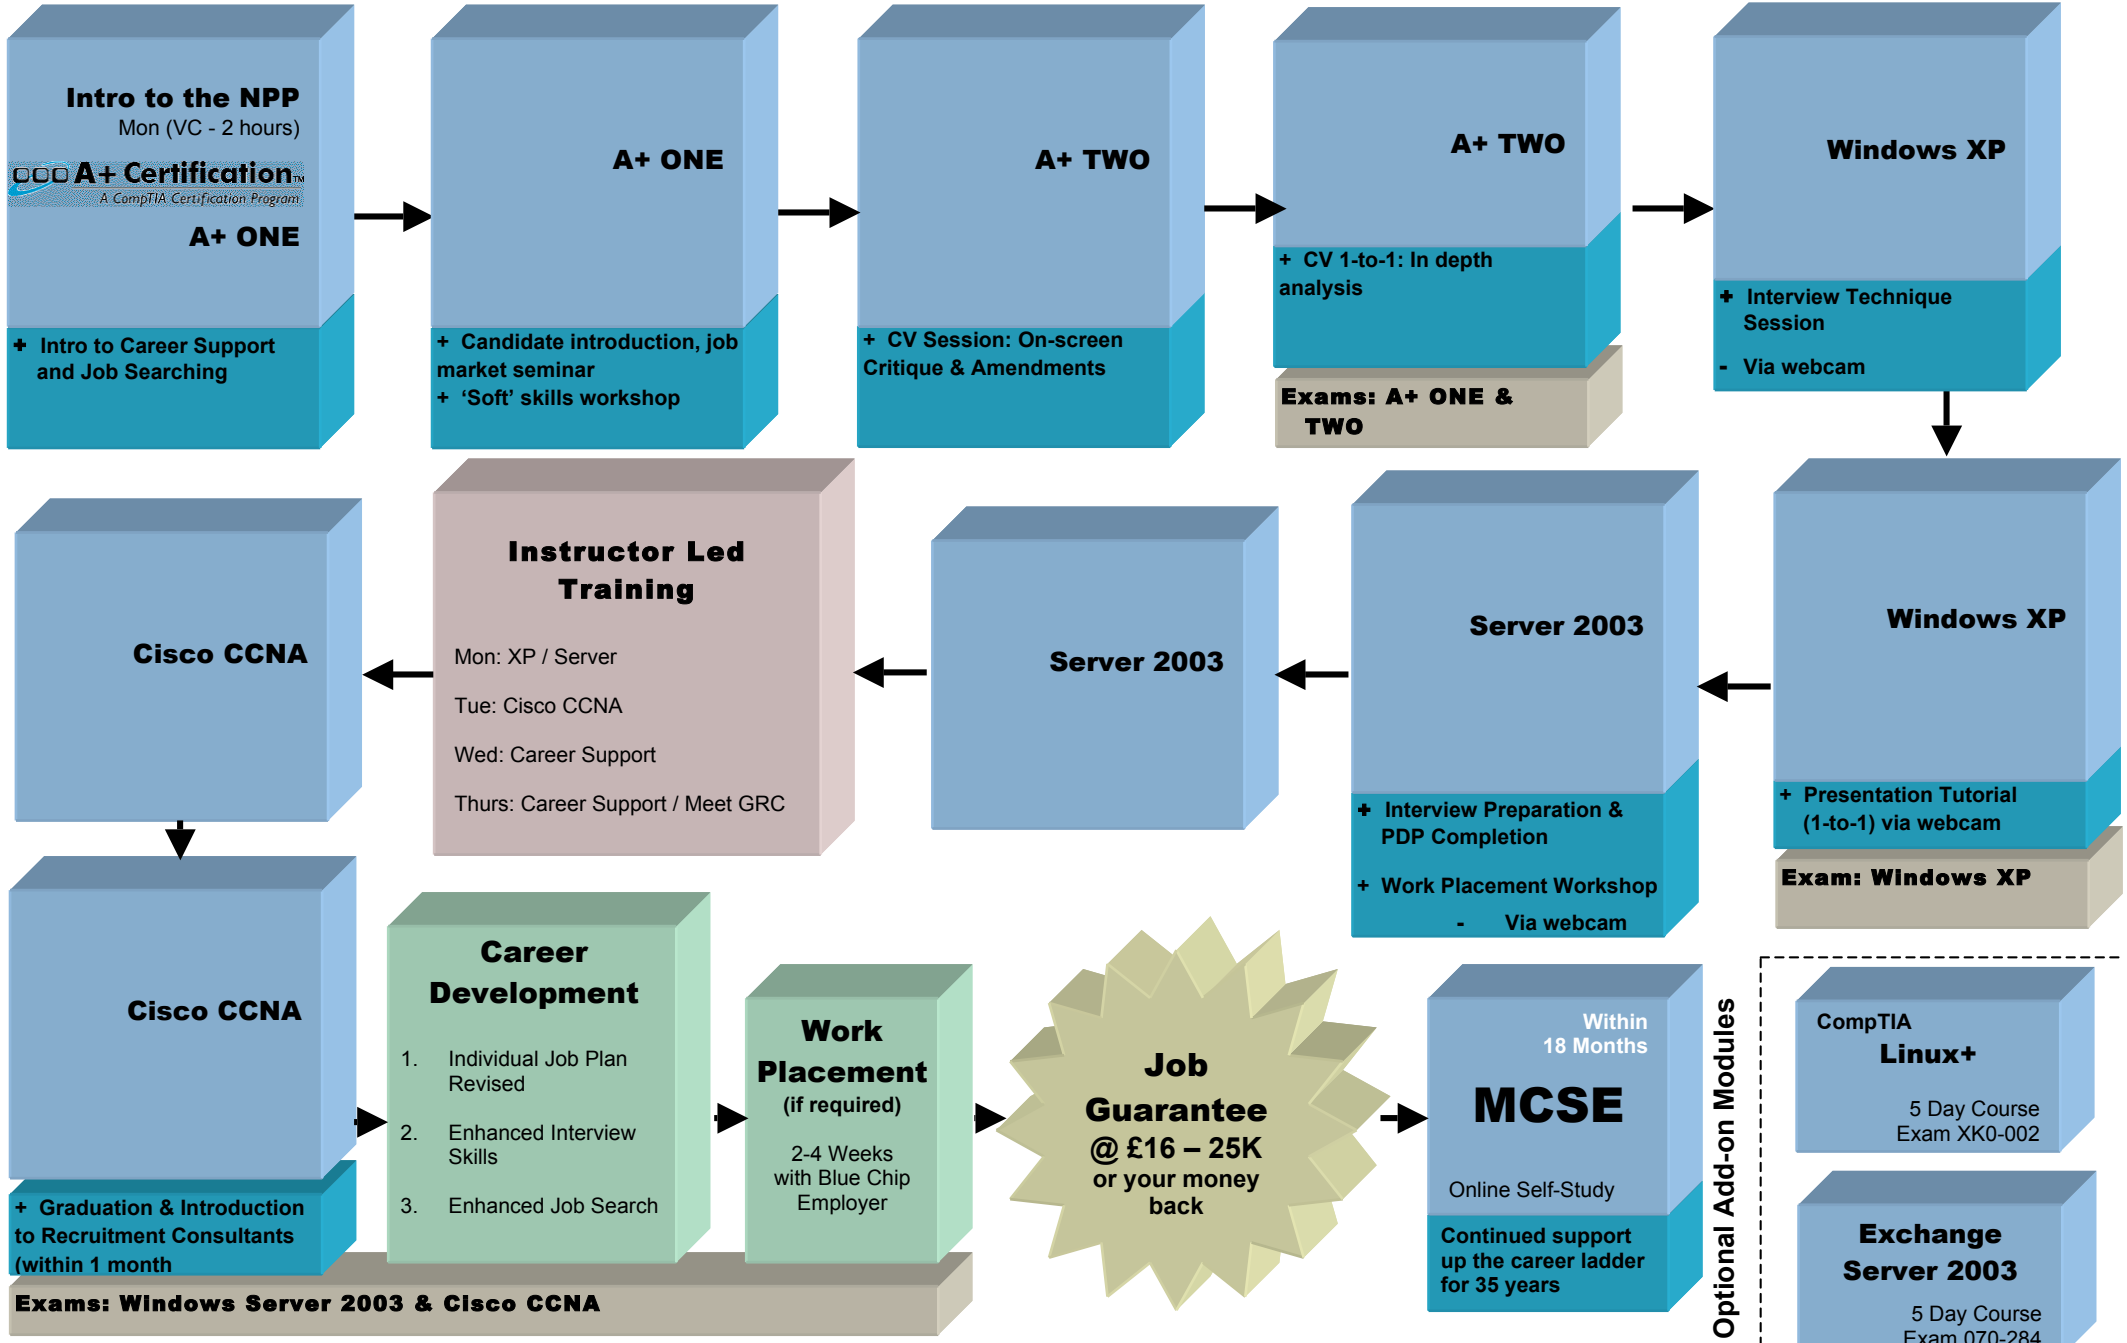 Intro to the NPP
Mon (VC - 2 hours)
A+ Certification™
A CompTIA Certification Program
A+ ONE
+ Intro to Career Support
and Job Searching
A+ ONE
+ Candidate introduction, job
market seminar
+ ‘Soft’ skills workshop
A+ TWO
+ CV Session: On-screen
Critique & Amendments
A+ TWO
+ CV 1-to-1: In depth
analysis
Exams: A+ ONE &
TWO
Windows XP
+ Interview Technique
Session
- Via webcam
Windows XP
+ Presentation Tutorial
(1-to-1) via webcam
Exam: Windows XP
Server 2003
+ Interview Preparation &
PDP Completion
+ Work Placement Workshop
- Via webcam
Server 2003
Instructor Led
Training
Mon: XP / Server
Tue: Cisco CCNA
Wed: Career Support
Thurs: Career Support / Meet GRC
Cisco CCNA
Cisco CCNA
+ Graduation & Introduction
to Recruitment Consultants
(within 1 month
Exams: Windows Server 2003 & Cisco CCNA
Career
Development
1. Individual Job Plan
Revised
2. Enhanced Interview
Skills
3. Enhanced Job Search
Work
Placement
(if required)
2-4 Weeks
with Blue Chip
Employer
Job
Guarantee
@ £16 – 25K
or your money
back
Within
18 Months
MCSE
Online Self-Study
Continued support
up the career ladder
for 35 years
Optional Add-on Modules
CompTIA
Linux+
5 Day Course
Exam XK0-002
Exchange
Server 2003
5 Day Course
Exam 070-284